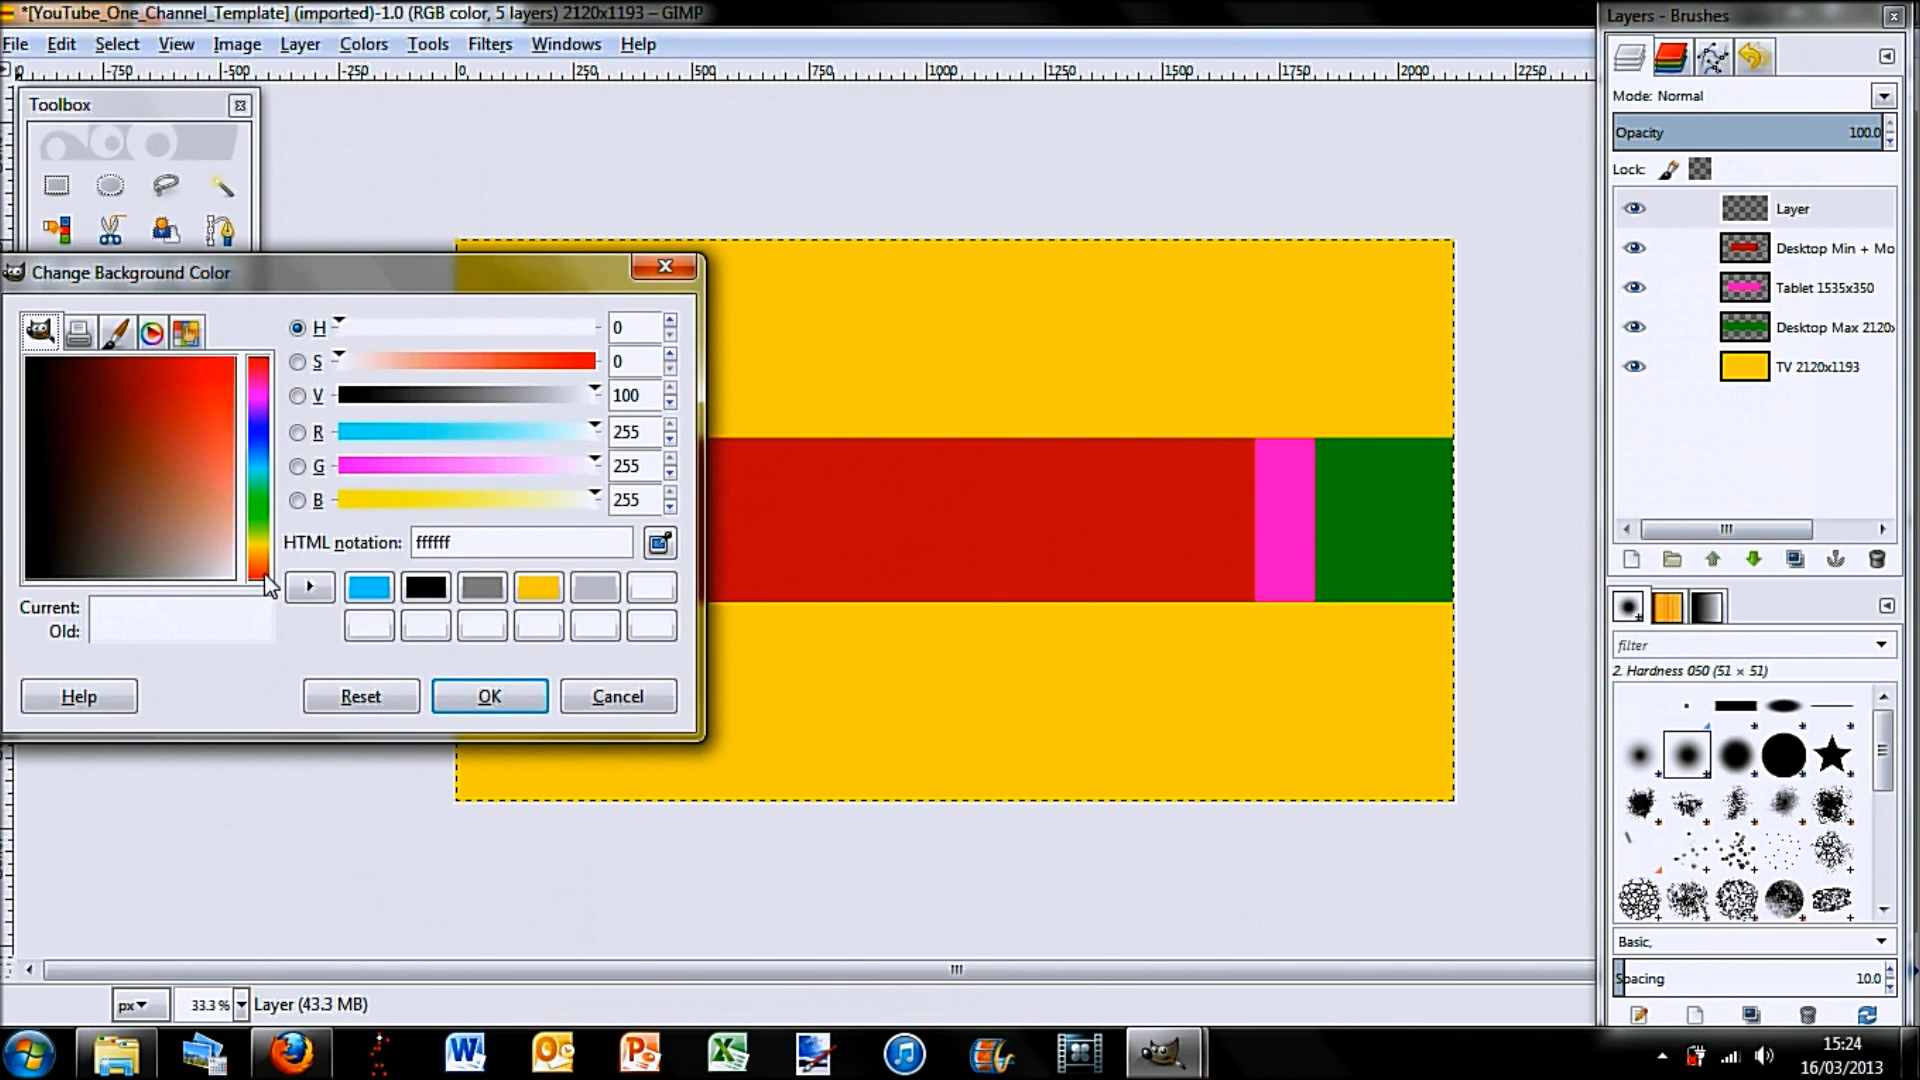 *[YouTube_One_Channel_Template] (imported)-1.0 (RGB color, 5 layers) 2120x1193 – GIMP
File Edit Select View Image Layer Colors Tools Filters Windows Help
-750 -500 -250 0 250 500 750 1000 1250 1500 1750 2000 2250
Toolbox
Change Background Color
H 0
S 0
V 100
R 255
G 255
B 255
HTML notation: ffffff
Current:
Old:
Help Reset OK Cancel
px 33.3 % Layer (43.3 MB)
Layers - Brushes
Mode: Normal
Opacity 100.0
Lock:
Layer
Desktop Min + Mo
Tablet 1535x350
Desktop Max 2120x
TV 2120x1193
filter
2. Hardness 050 (51 × 51)
Basic,
Spacing 10.0
15:24
16/03/2013